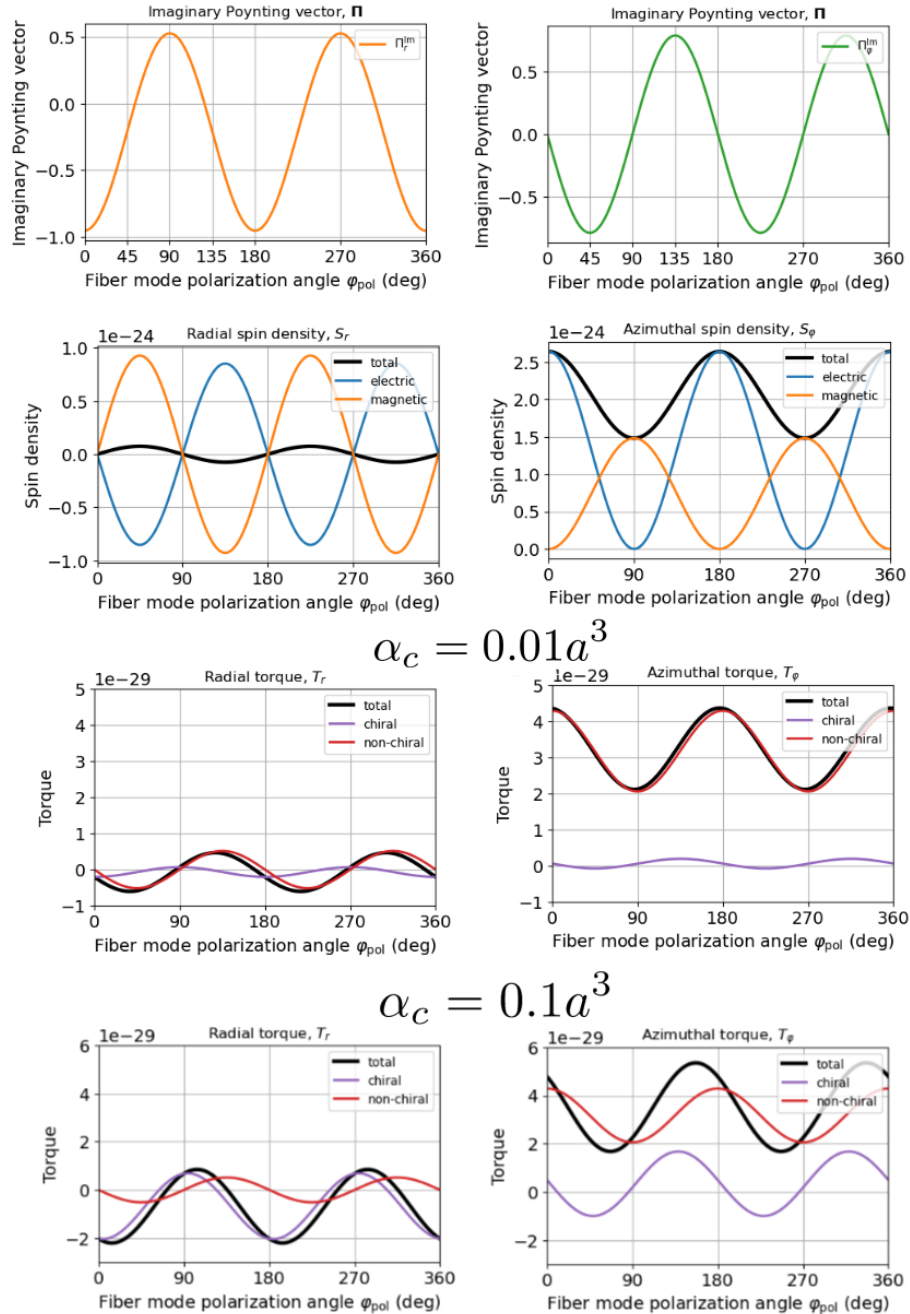 Imaginary Poynting vector, Π
Imaginary Poynting vector
0.5
0.0
−0.5
−1.0
Π_r^Im
0 45 90 135 180 270 360
Fiber mode polarization angle φ_pol (deg)
Imaginary Poynting vector, Π
Imaginary Poynting vector
0.5
0.0
−0.5
Π_φ^Im
0 45 90 135 180 270 360
Fiber mode polarization angle φ_pol (deg)
1e−24
Radial spin density, S_r
Spin density
1.0
0.5
0.0
−0.5
−1.0
total
electric
magnetic
0 90 180 270 360
Fiber mode polarization angle φ_pol (deg)
1e−24
Azimuthal spin density, S_φ
Spin density
2.5
2.0
1.5
1.0
0.5
0.0
total
electric
magnetic
0 90 180 270 360
Fiber mode polarization angle φ_pol (deg)
α_c = 0.01a^3
1e−29
Radial torque, T_r
Torque
5
4
3
2
1
0
−1
total
chiral
non-chiral
0 90 180 270 360
Fiber mode polarization angle φ_pol (deg)
1e−29
Azimuthal torque, T_φ
Torque
5
4
3
2
1
0
−1
total
chiral
non-chiral
0 90 180 270 360
Fiber mode polarization angle φ_pol (deg)
α_c = 0.1a^3
1e−29
Radial torque, T_r
Torque
6
4
2
0
−2
total
chiral
non-chiral
0 90 180 270 360
Fiber mode polarization angle φ_pol (deg)
1e−29
Azimuthal torque, T_φ
Torque
6
4
2
0
−2
total
chiral
non-chiral
0 90 180 270 360
Fiber mode polarization angle φ_pol (deg)